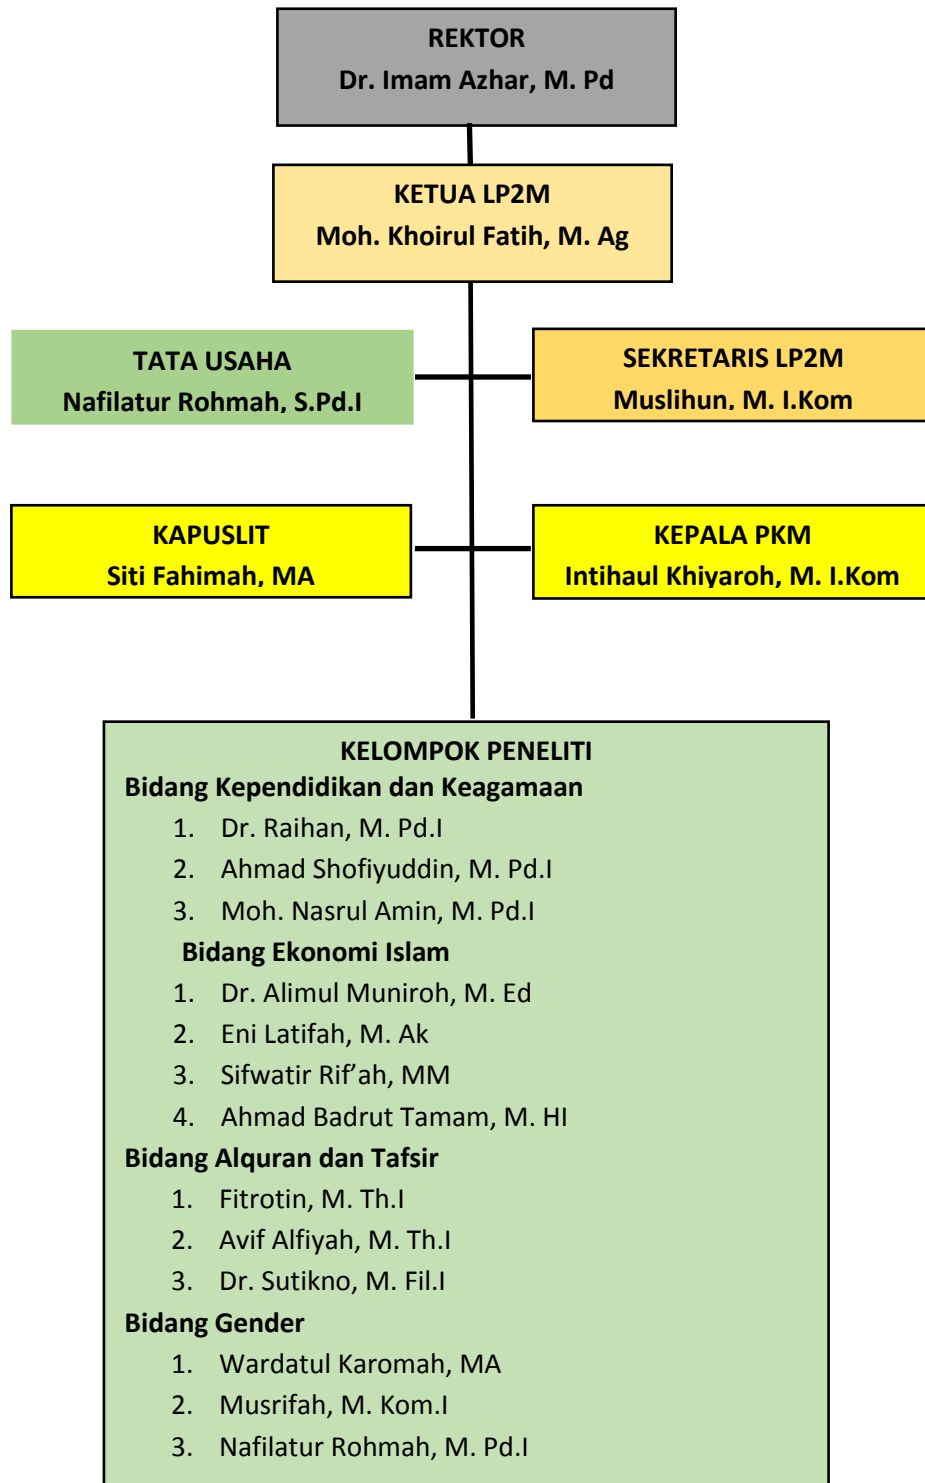 REKTOR
Dr. Imam Azhar, M. Pd
KETUA LP2M
Moh. Khoirul Fatih, M. Ag
TATA USAHA
Nafilatur Rohmah, S.Pd.I
SEKRETARIS LP2M
Muslihun, M. I.Kom
KAPUSLIT
Siti Fahimah, MA
KEPALA PKM
Intihaul Khiyaroh, M. I.Kom
KELOMPOK PENELITI
Bidang Kependidikan dan Keagamaan
1. Dr. Raihan, M. Pd.I
2. Ahmad Shofiyuddin, M. Pd.I
3. Moh. Nasrul Amin, M. Pd.I
Bidang Ekonomi Islam
1. Dr. Alimul Muniroh, M. Ed
2. Eni Latifah, M. Ak
3. Sifwatir Rif’ah, MM
4. Ahmad Badrut Tamam, M. HI
Bidang Alquran dan Tafsir
1. Fitrotin, M. Th.I
2. Avif Alfiyah, M. Th.I
3. Dr. Sutikno, M. Fil.I
Bidang Gender
1. Wardatul Karomah, MA
2. Musrifah, M. Kom.I
3. Nafilatur Rohmah, M. Pd.I